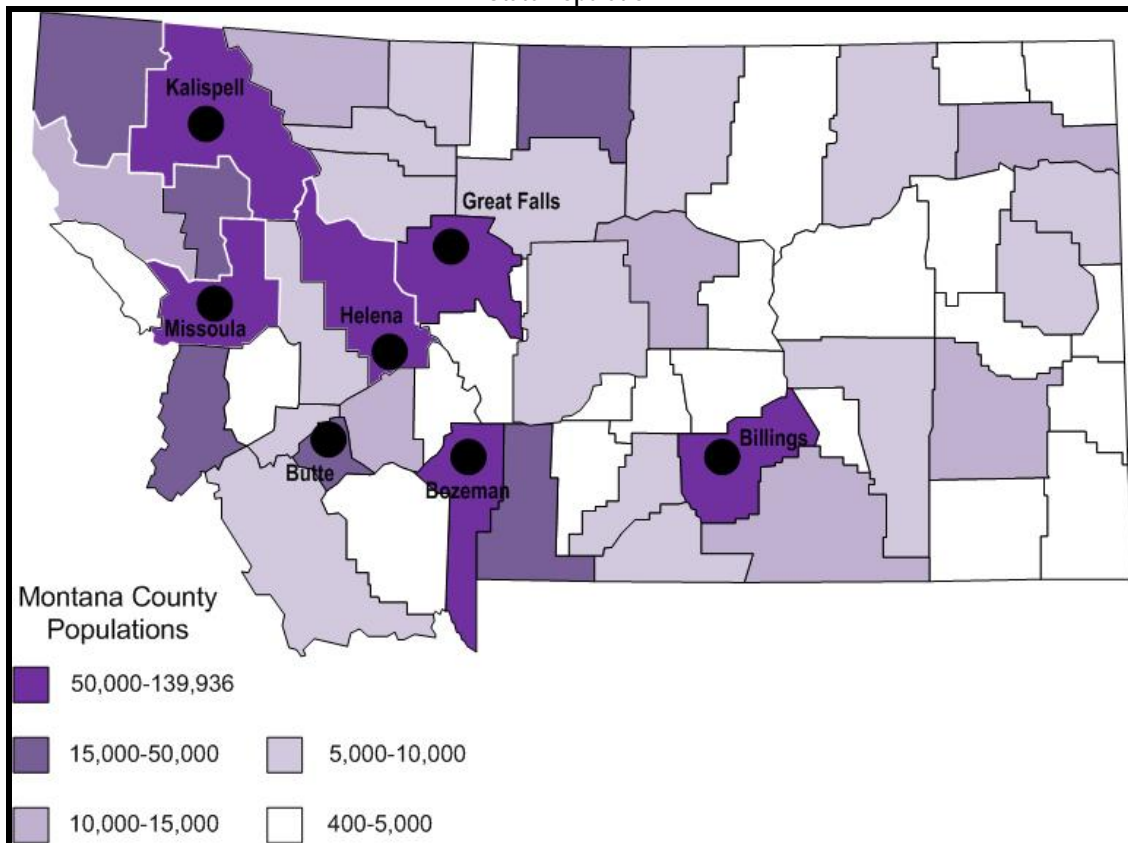 Kalispell
Great Falls
Helena
Missoula
Billings
Butte
Bozeman
Montana County
Populations
50,000-139,936
15,000-50,000
5,000-10,000
10,000-15,000
400-5,000